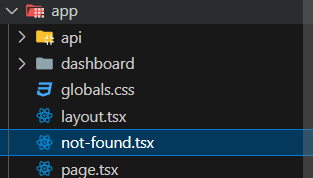 app
api
dashboard
globals.css
layout.tsx
not-found.tsx
page.tsx